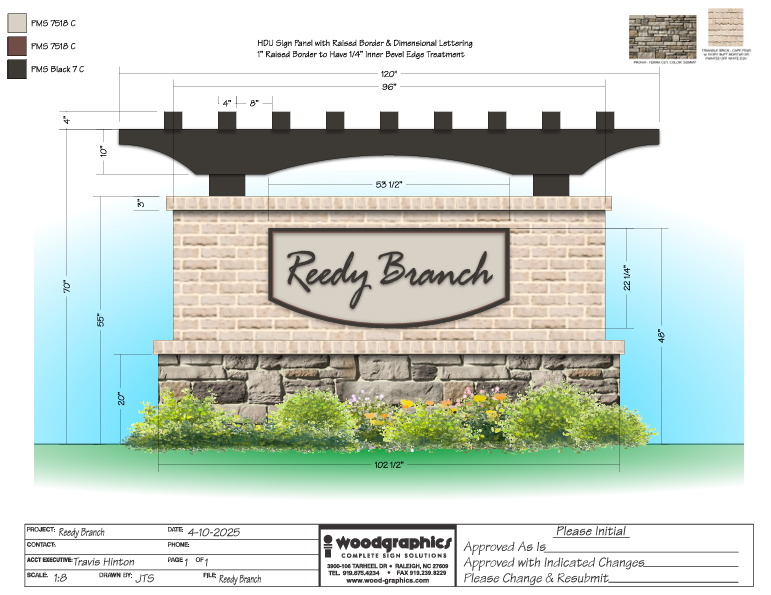 PMS 7518 C
PMS 7518 C
PMS Black 7 C
HDU Sign Panel with Raised Border & Dimensional Lettering
1" Raised Border to Have 1/4" Inner Bevel Edge Treatment
120"
96"
4"
4"
8"
10"
53 1/2"
3"
Reedy Branch
22 1/4"
70"
55"
48"
20"
102 1/2"
PROJECT: Reedy Branch
DATE: 4-10-2025
CONTACT:
PHONE:
ACCT EXECUTIVE: Travis Hinton
PAGE 1 OF 1
SCALE: 1:8
DRAWN BY: JTS
FILE: Reedy Branch
woodgraphics
COMPLETE SIGN SOLUTIONS
3900-106 TARHEEL DR • RALEIGH, NC 27609
TEL. 919.875.4234 • FAX 919.239.8229
www.wood-graphics.com
Please Initial
Approved As Is
Approved with Indicated Changes
Please Change & Resubmit